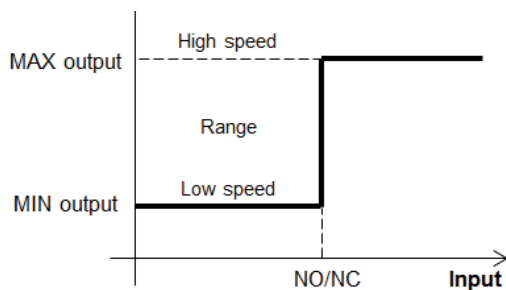 High speed
MAX output
Range
Low speed
MIN output
NO/NC
Input